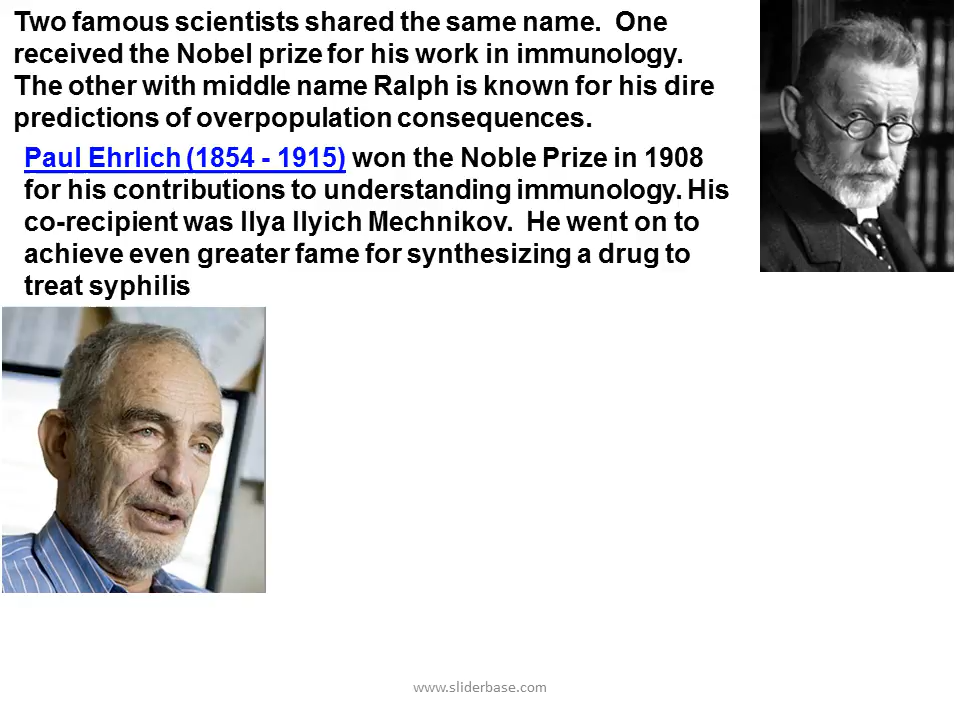 Two famous scientists shared the same name.  One
received the Nobel prize for his work in immunology.
The other with middle name Ralph is known for his dire
predictions of overpopulation consequences.
Paul Ehrlich (1854 - 1915) won the Noble Prize in 1908
for his contributions to understanding immunology. His
co-recipient was Ilya Ilyich Mechnikov.  He went on to
achieve even greater fame for synthesizing a drug to
treat syphilis
www.sliderbase.com